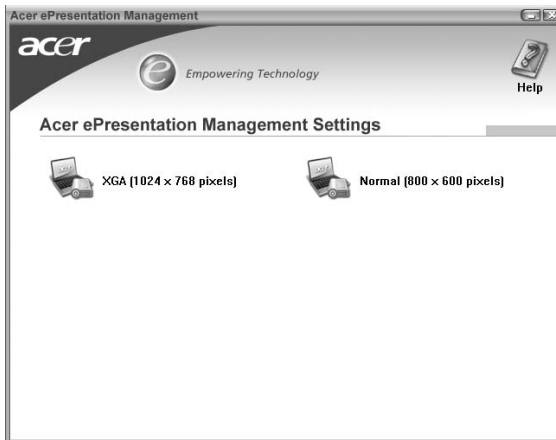 Acer ePresentation Management
acer
e Empowering Technology
Help
Acer ePresentation Management Settings
XGA (1024 x 768 pixels)
Normal (800 x 600 pixels)